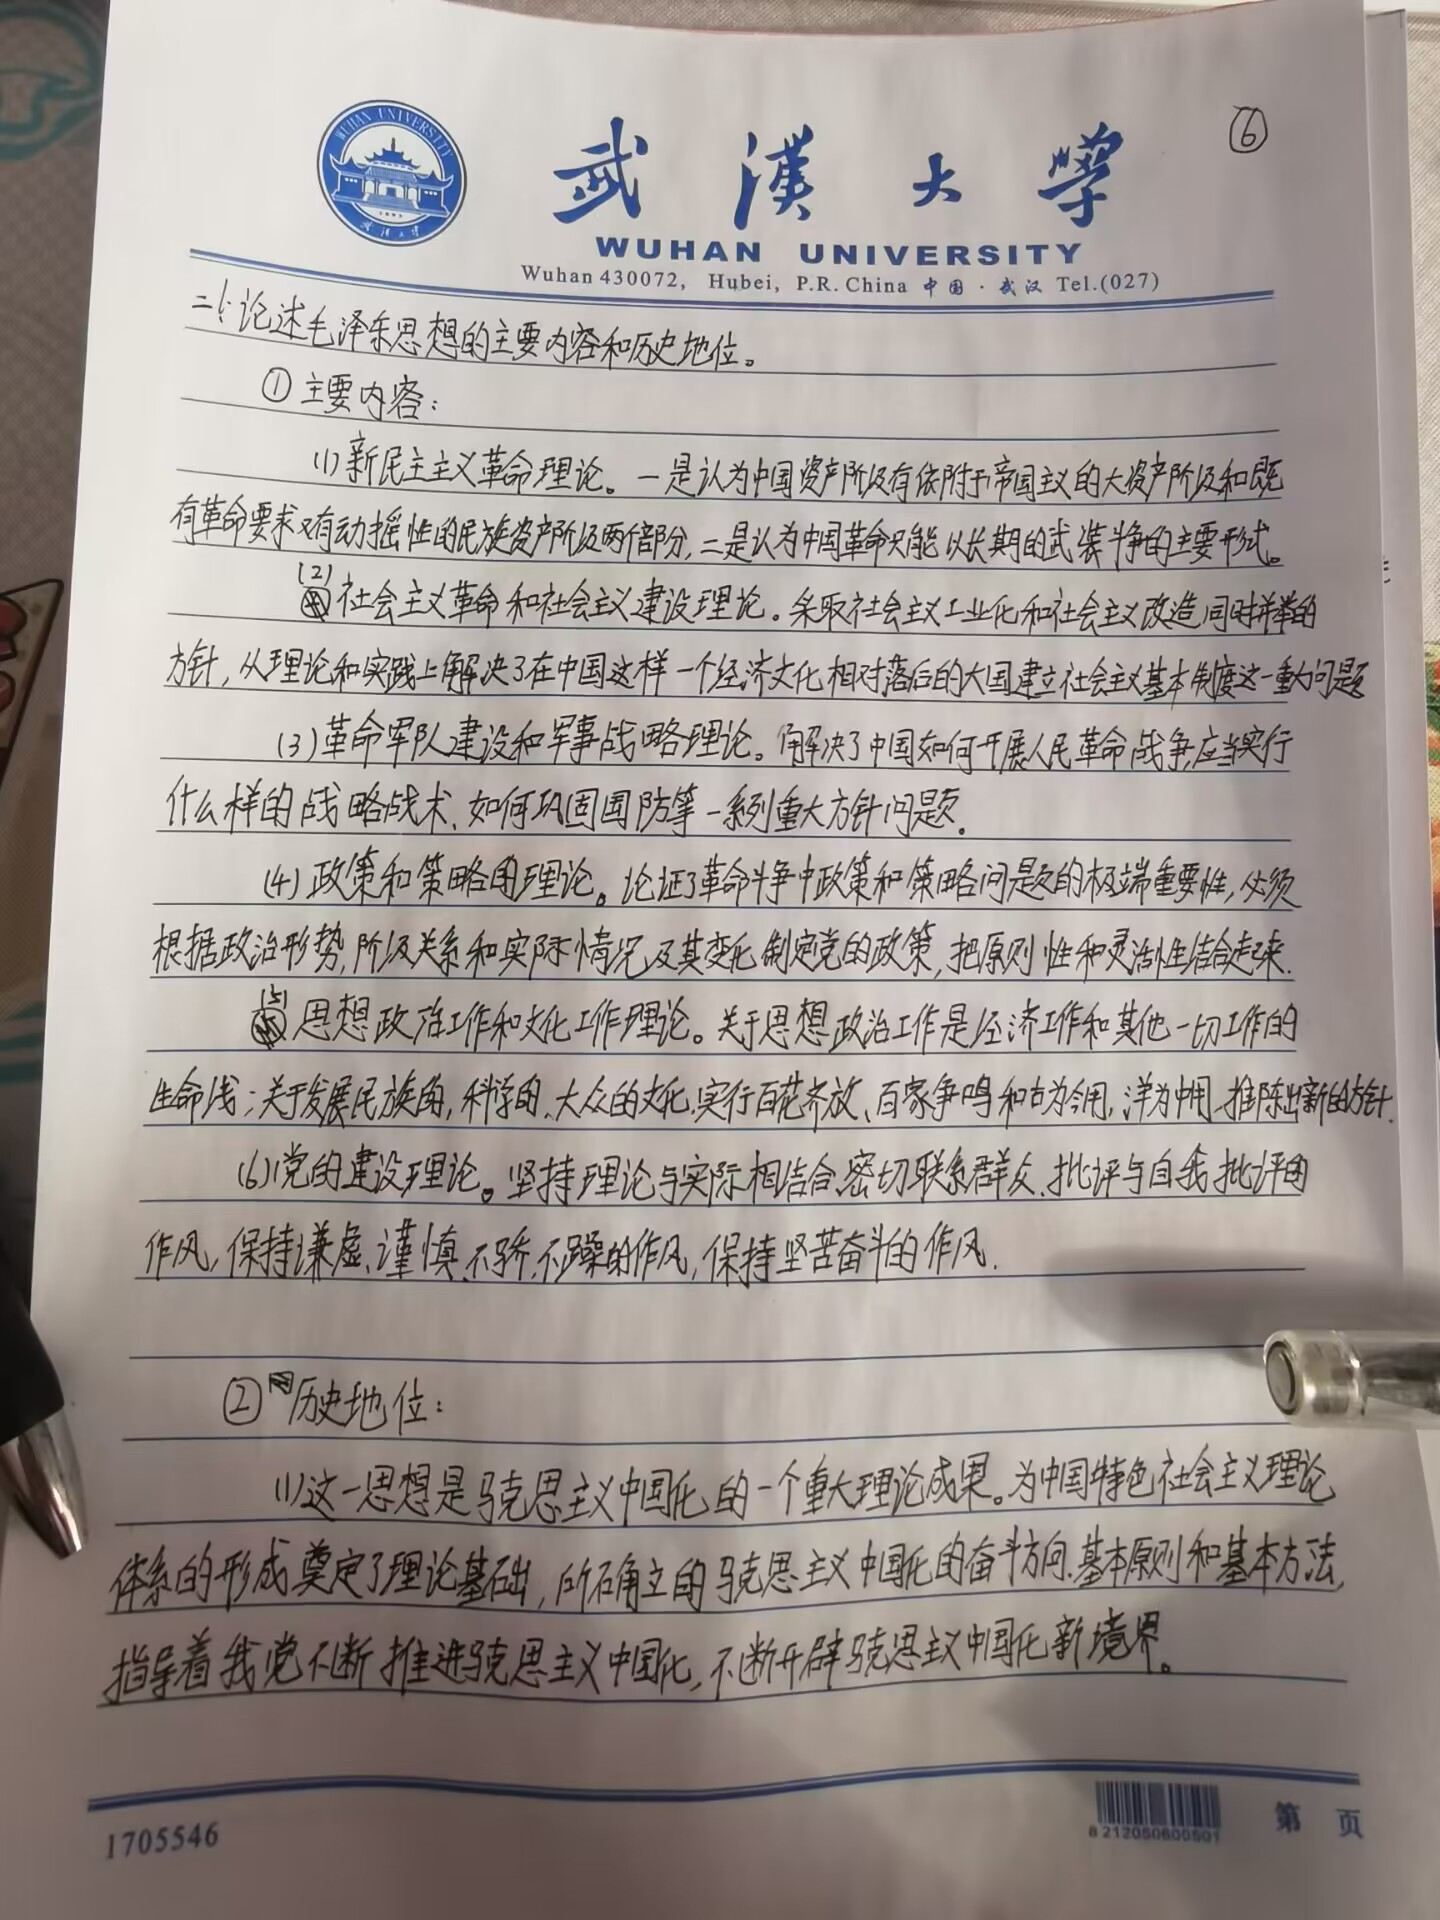 ⑥
WUHAN UNIVERSITY
武汉大学
武漢大學
WUHAN UNIVERSITY
Wuhan 430072, Hubei, P.R. China 中国·武汉 Tel.(027)
二1、论述毛泽东思想的主要内容和历史地位。
①主要内容：
(1)新民主主义革命理论。一是认为中国资产阶级有依附于帝国主义的大资产阶级和既
有革命要求又有动摇性的民族资产阶级两个部分,二是认为中国革命只能以长期的武装斗争的主要形式。
(2)社会主义革命和社会主义建设理论。采取社会主义工业化和社会主义改造同时并举的
方针,从理论和实践上解决了在中国这样一个经济文化相对落后的大国建立社会主义基本制度这一重大问题
(3)革命军队建设和军事战略理论。解决了中国如何开展人民革命战争、应当实行
什么样的战略战术、如何巩固国防等一系列重大方针问题。
(4)政策和策略的理论。论证了革命斗争中政策和策略问题的极端重要性,必须
根据政治形势、阶级关系和实际情况及其变化制定党的政策,把原则性和灵活性结合起来.
(5)思想政治工作和文化工作理论。关于思想政治工作是经济工作和其他一切工作的
生命线;关于发展民族的,科学的、大众的文化,实行百花齐放、百家争鸣和古为今用,洋为中用、推陈出新的方针.
(6)党的建设理论。坚持理论与实际相结合、密切联系群众、批评与自我批评的
作风,保持谦虚、谨慎、不骄、不躁的作风,保持坚苦奋斗的作风.
②历史地位：
(1)这一思想是马克思主义中国化的一个重大理论成果。为中国特色社会主义理论
体系的形成奠定了理论基础,所确立的马克思主义中国化的奋斗方向、基本原则和基本方法,
指导着我党不断推进马克思主义中国化,不断开辟马克思主义中国化新境界。
1705546
8212050600501
第 页